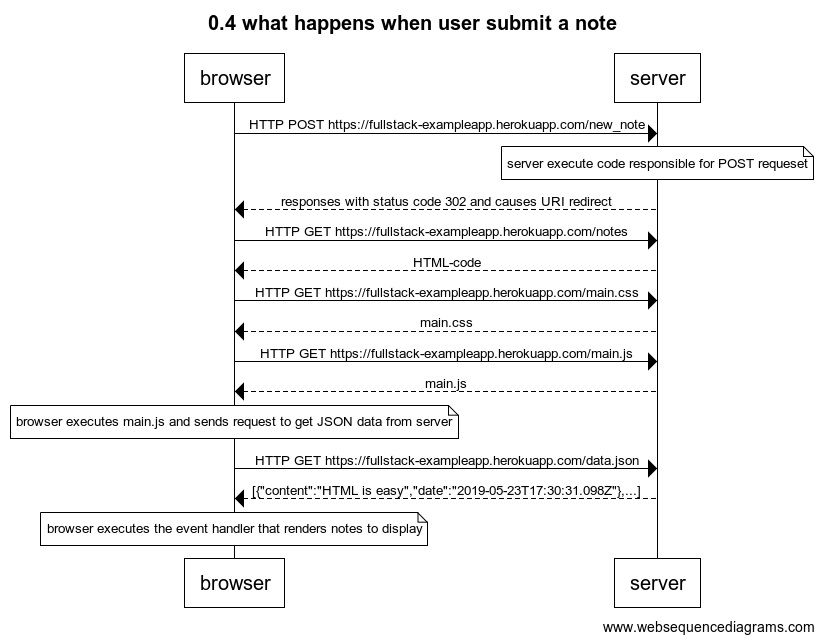 0.4 what happens when user submit a note
browser
server
HTTP POST https://fullstack-exampleapp.herokuapp.com/new_note
server execute code responsible for POST requeset
responses with status code 302 and causes URI redirect
HTTP GET https://fullstack-exampleapp.herokuapp.com/notes
HTML-code
HTTP GET https://fullstack-exampleapp.herokuapp.com/main.css
main.css
HTTP GET https://fullstack-exampleapp.herokuapp.com/main.js
main.js
browser executes main.js and sends request to get JSON data from server
HTTP GET https://fullstack-exampleapp.herokuapp.com/data.json
[{"content":"HTML is easy","date":"2019-05-23T17:30:31.098Z"},...]
browser executes the event handler that renders notes to display
browser
server
www.websequencediagrams.com